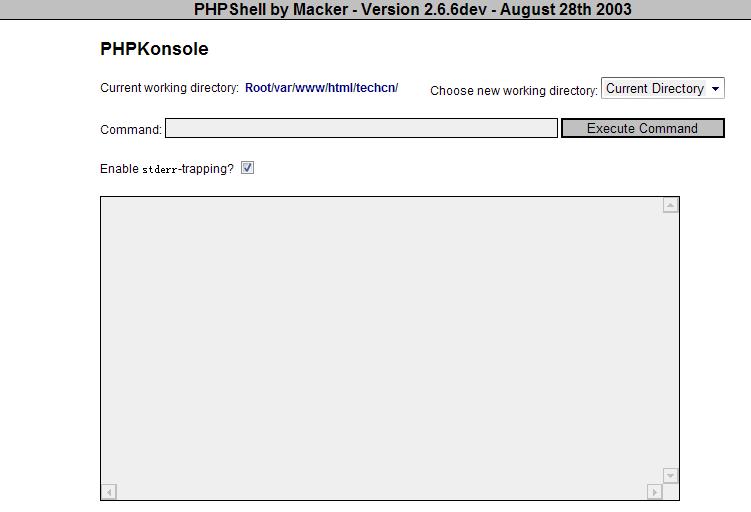 PHPShell by Macker - Version 2.6.6dev - August 28th 2003
PHPKonsole
Current working directory: Root/var/www/html/techcn/ Choose new working directory: Current Directory
Command: Execute Command
Enable stderr-trapping?